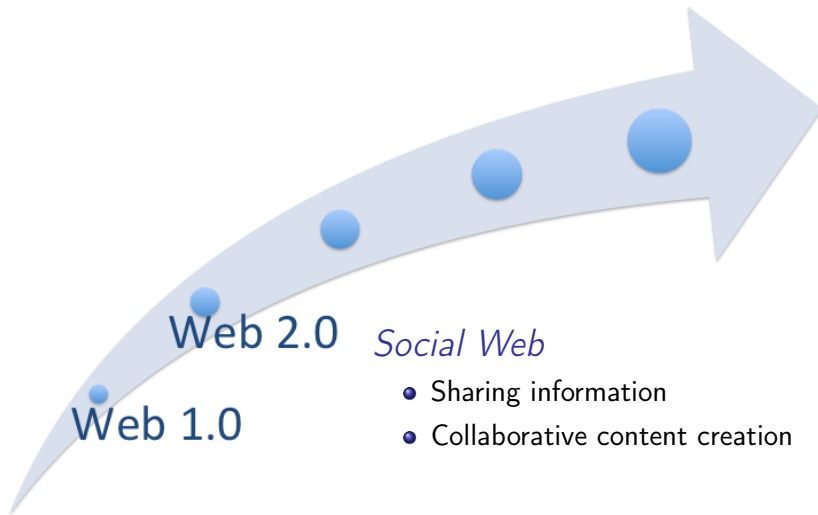 Web 2.0
Social Web
Sharing information
Web 1.0
Collaborative content creation